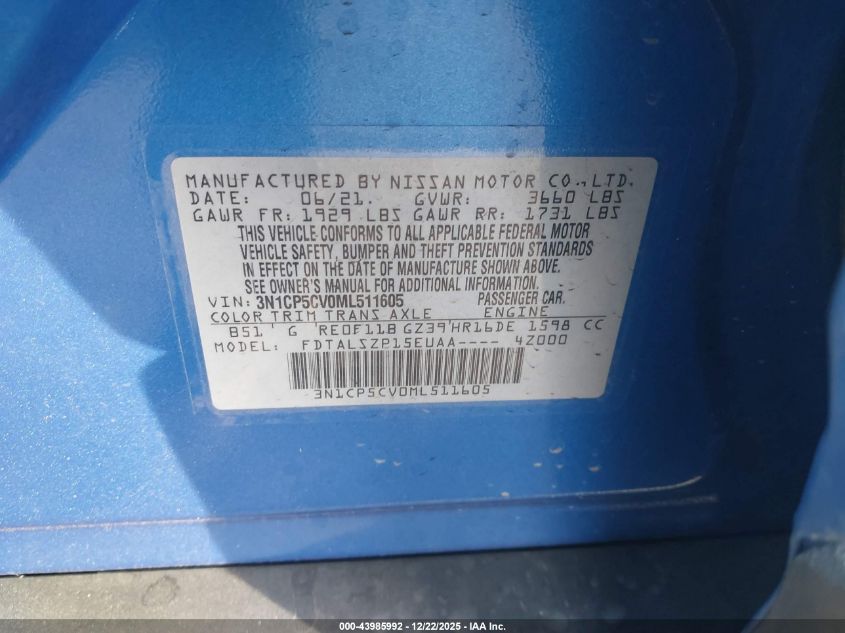 MANUFACTURED BY NISSAN MOTOR CO.,LTD.
DATE: 06/21. GVWR: 3660 LBS
GAWR FR: 1929 LBS GAWR RR: 1731 LBS
THIS VEHICLE CONFORMS TO ALL APPLICABLE FEDERAL MOTOR
VEHICLE SAFETY, BUMPER AND THEFT PREVENTION STANDARDS
IN EFFECT ON THE DATE OF MANUFACTURE SHOWN ABOVE.
SEE OWNER'S MANUAL FOR ADDITIONAL INFORMATION.
VIN: 3N1CP5CV0ML511605 PASSENGER CAR.
COLOR TRIM TRANS AXLE ENGINE
B51 G RE0F11B GZ39 HR16DE 1598 CC
MODEL: FDTALSZP15EUAA---- 4Z000
3N1CP5CV0ML511605
000-43985992 - 12/22/2025 - IAA Inc.